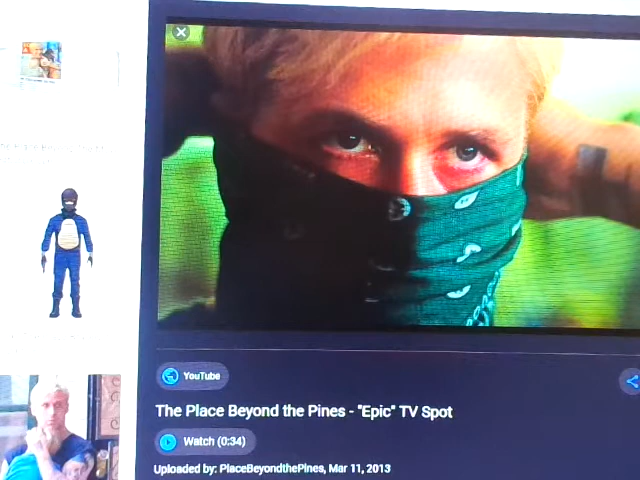 YouTube
The Place Beyond the Pines - "Epic" TV Spot
Watch (0:34)
Uploaded by: PlaceBeyondthePines, Mar 11, 2013